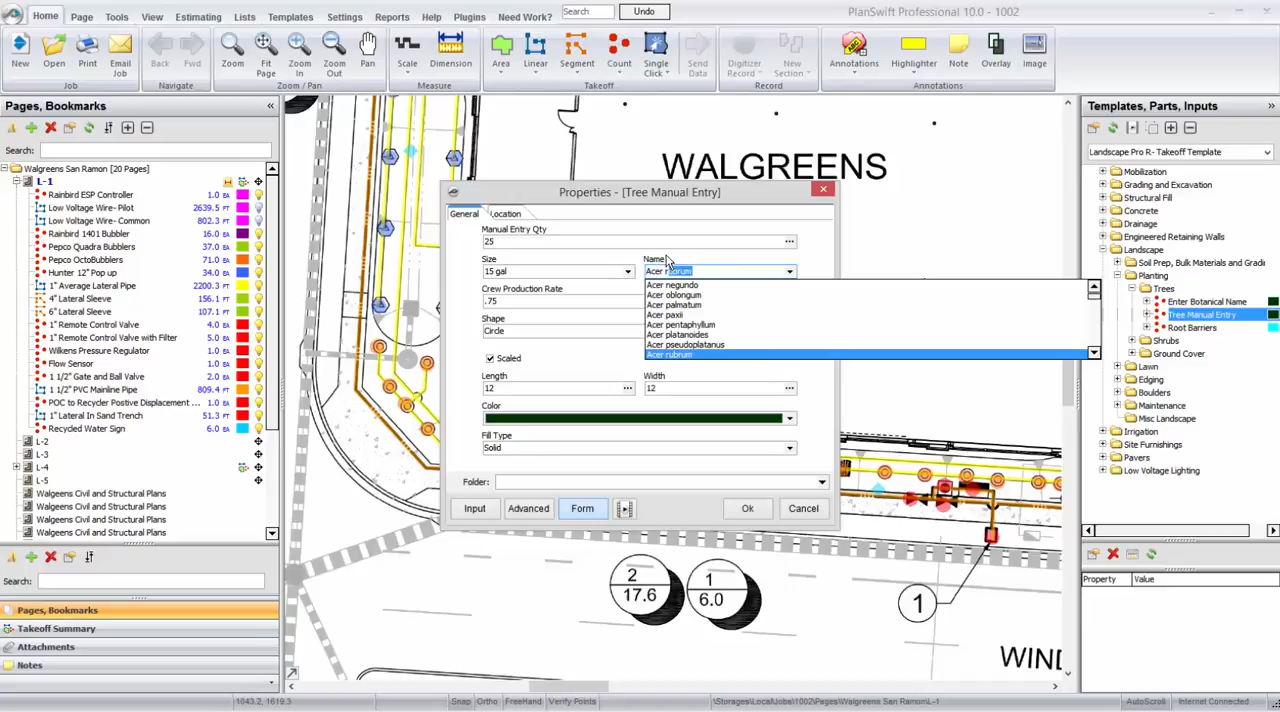 Home Page Tools View Estimating Lists Templates Settings Reports Help Plugins Need Work? Search Undo PlanSwift Professional 10.0 - 1002
New Open Print Email Job Back Fwd Zoom Fit Page Zoom In Zoom Out Pan Scale Dimension Area Linear Segment Count Single Click Send Data Digitizer Record New Section Annotations Highlighter Note Overlay Image
Job Navigate Zoom / Pan Measure Takeoff Record Annotations
Pages, Bookmarks
Search:
Walgreens San Ramon [20 Pages]
L-1
Rainbird ESP Controller 1.0 EA
Low Voltage Wire- Pilot 2639.5 FT
Low Voltage Wire- Common 802.3 FT
Rainbird 1401 Bubbler 16.0 EA
Pepco Quadra Bubblers 37.0 EA
Pepco OctoBubblers 71.0 EA
Hunter 12" Pop up 34.0 EA
1" Average Lateral Pipe 2200.3 FT
4" Lateral Sleeve 156.1 FT
6" Lateral Sleeve 107.1 FT
1" Remote Control Valve 4.0 EA
1" Remote Control Valve with Filter 5.0 EA
Wilkens Pressure Regulator 1.0 EA
Flow Sensor 1.0 EA
1 1/2" Gate and Ball Valve 2.0 EA
1 1/2" PVC Mainline Pipe 809.4 FT
POC to Recycler Postive Displacement ... 1.0 EA
1" Lateral In Sand Trench 51.3 FT
Recycled Water Sign 6.0 EA
L-2
L-3
L-4
L-5
Walgeens Civil and Structural Plans
Walgeens Civil and Structural Plans
Walgeens Civil and Structural Plans
Walgeens Civil and Structural Plans
Search:
Pages, Bookmarks
Takeoff Summary
Attachments
Notes
WALGREENS
Properties - [Tree Manual Entry]
General Location
Manual Entry Qty
25
Size Name
15 gal Acer rubrum
Acer negundo
Acer oblongum
Acer palmatum
Acer paxii
Acer pentaphyllum
Acer platanoides
Acer pseudoplatanus
Acer rubrum
Crew Production Rate
.75
Shape
Circle
Scaled
Length Width
12 12
Color
Fill Type
Solid
Folder:
Input Advanced Form Ok Cancel
2
17.6
1
6.0
1
WIND
Templates, Parts, Inputs
Landscape Pro R- Takeoff Template
Mobilization
Grading and Excavation
Structural Fill
Concrete
Drainage
Engineered Retaining Walls
Landscape
Soil Prep, Bulk Materials and Gradi
Planting
Trees
Enter Botanical Name
Tree Manual Entry
Root Barriers
Shrubs
Ground Cover
Lawn
Edging
Boulders
Maintenance
Misc Landscape
Irrigation
Site Furnishings
Pavers
Low Voltage Lighting
Property Value
1043.2, 1619.3 Snap Ortho FreeHand Verify Points \Storages\Local\Jobs\1002\Pages\Walgreens San Ramon\L-1 AutoScroll Internet Connected